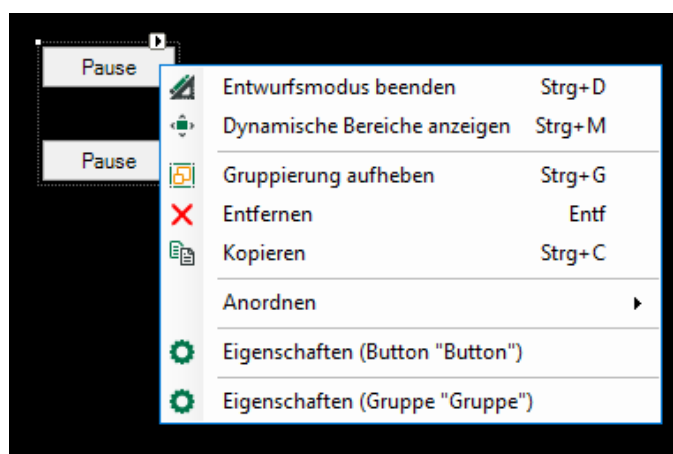 Pause
Pause
Entwurfsmodus beenden Strg+D
Dynamische Bereiche anzeigen Strg+M
Gruppierung aufheben Strg+G
Entfernen Entf
Kopieren Strg+C
Anordnen
Eigenschaften (Button "Button")
Eigenschaften (Gruppe "Gruppe")